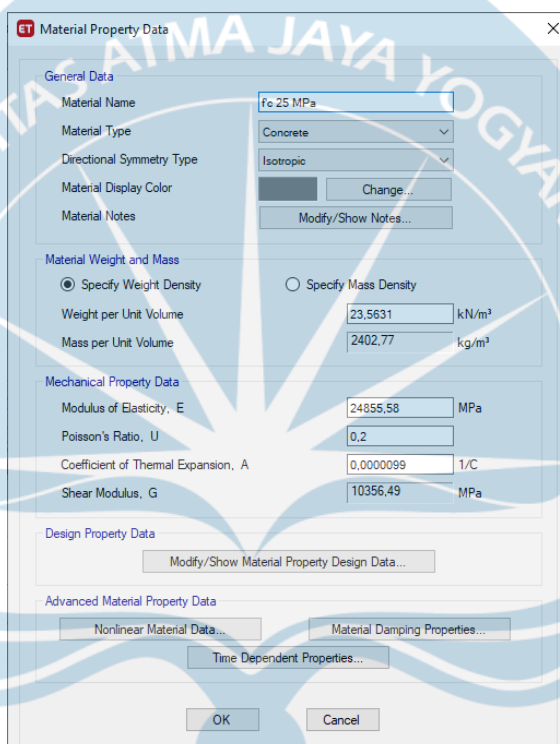 ET Material Property Data
ATMA JAYA YOGYA
General Data
Material Name f'c 25 MPa
Material Type Concrete
Directional Symmetry Type Isotropic
Material Display Color Change...
Material Notes Modify/Show Notes...
Material Weight and Mass
Specify Weight Density Specify Mass Density
Weight per Unit Volume 23,5631 kN/m³
Mass per Unit Volume 2402,77 kg/m³
Mechanical Property Data
Modulus of Elasticity, E 24855,58 MPa
Poisson's Ratio, U 0,2
Coefficient of Thermal Expansion, A 0,0000099 1/C
Shear Modulus, G 10356,49 MPa
Design Property Data
Modify/Show Material Property Design Data...
Advanced Material Property Data
Nonlinear Material Data... Material Damping Properties...
Time Dependent Properties...
OK Cancel